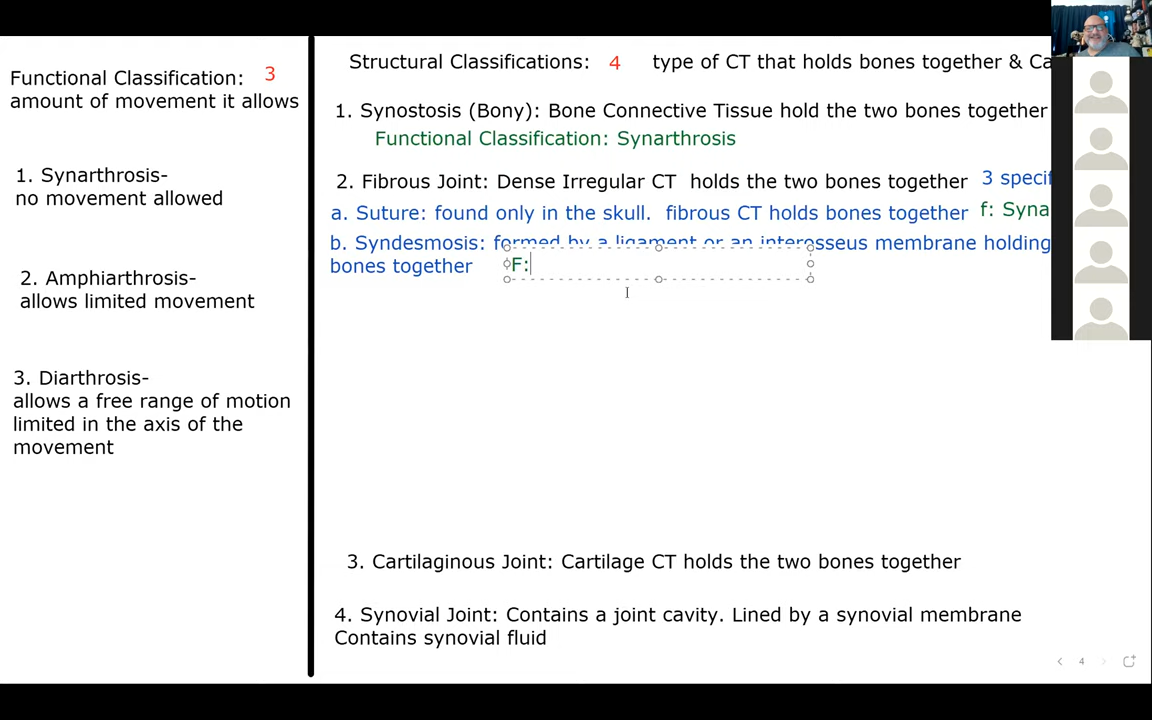 Functional Classification: 3
amount of movement it allows
1. Synarthrosis-
no movement allowed
2. Amphiarthrosis-
allows limited movement
3. Diarthrosis-
allows a free range of motion
limited in the axis of the
movement
Structural Classifications: 4 type of CT that holds bones together & Ca
1. Synostosis (Bony): Bone Connective Tissue hold the two bones together
Functional Classification: Synarthrosis
2. Fibrous Joint: Dense Irregular CT holds the two bones together 3 specif
a. Suture: found only in the skull. fibrous CT holds bones together f: Syna
b. Syndesmosis: formed by a ligament or an interosseus membrane holding
bones together F:
3. Cartilaginous Joint: Cartilage CT holds the two bones together
4. Synovial Joint: Contains a joint cavity. Lined by a synovial membrane
Contains synovial fluid
4